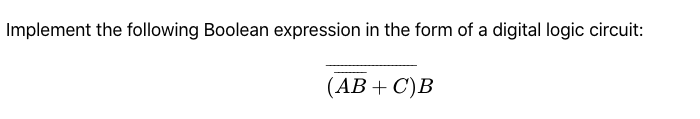 Implement the following Boolean expression in the form of a digital logic circuit:
$\overline{(\overline{AB} + C)}B$